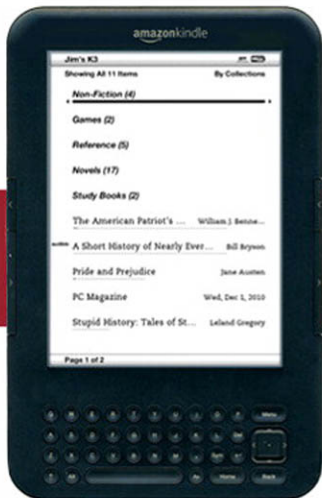 amazonkindle
Jim's K3
Showing All 11 Items By Collections
Non-Fiction (4)
Games (2)
Reference (5)
Novels (17)
Study Books (2)
The American Patriot's ... William J. Benne...
A Short History of Nearly Ever... Bill Bryson
Pride and Prejudice Jane Austen
PC Magazine Wed, Dec 1, 2010
Stupid History: Tales of St... Leland Gregory
Page 1 of 2
Menu
Home Back